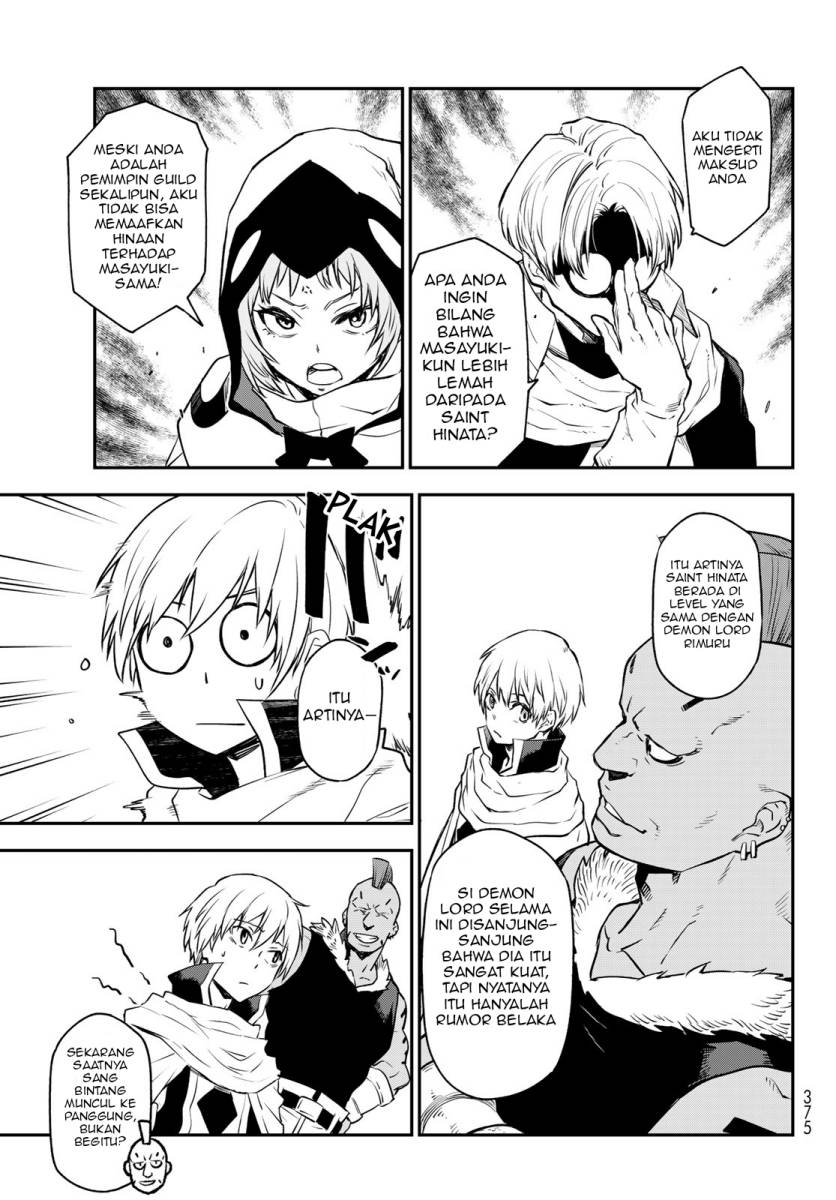 AKU TIDAK
MENGERTI
MAKSUD
ANDA
APA ANDA
INGIN
BILANG
BAHWA
MASAYUKI-
KUN LEBIH
LEMAH
DARIPADA
SAINT
HINATA?
MESKI ANDA
ADALAH
PEMIMPIN GUILD
SEKALIPUN, AKU
TIDAK BISA
MEMAAFKAN
HINAAN
TERHADAP
MASAYUKI-
SAMA!
ITU ARTINYA
SAINT HINATA
BERADA DI
LEVEL YANG
SAMA DENGAN
DEMON LORD
RIMURU
SI DEMON
LORD SELAMA
INI DISANJUNG-
SANJUNG
BAHWA DIA ITU
SANGAT KUAT,
TAPI NYATANYA
ITU HANYALAH
RUMOR BELAKA
PLAK
ITU
ARTINYA—
SEKARANG
SAATNYA
SANG
BINTANG
MUNCUL KE
PANGGUNG,
BUKAN
BEGITU?
375